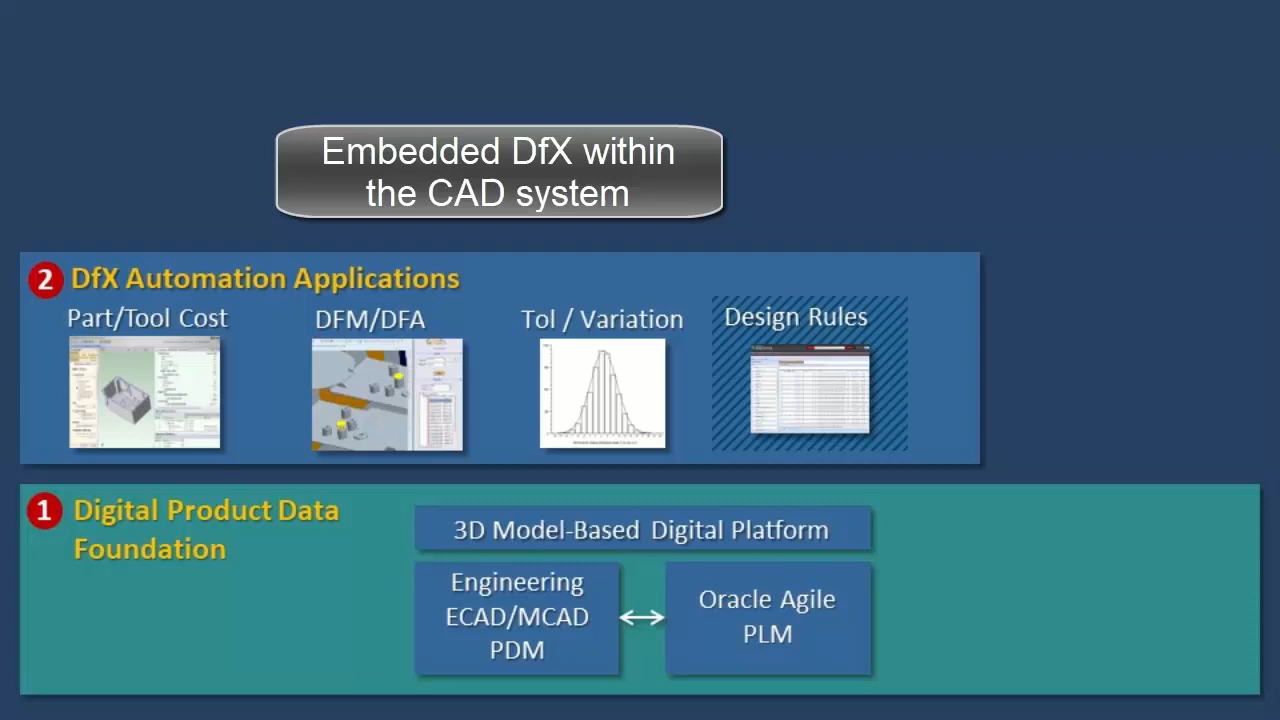 Embedded DfX within
the CAD system
2 DfX Automation Applications
Part/Tool Cost
DFM/DFA
Tol / Variation
Design Rules
1 Digital Product Data
Foundation
3D Model-Based Digital Platform
Engineering
ECAD/MCAD
PDM
Oracle Agile
PLM